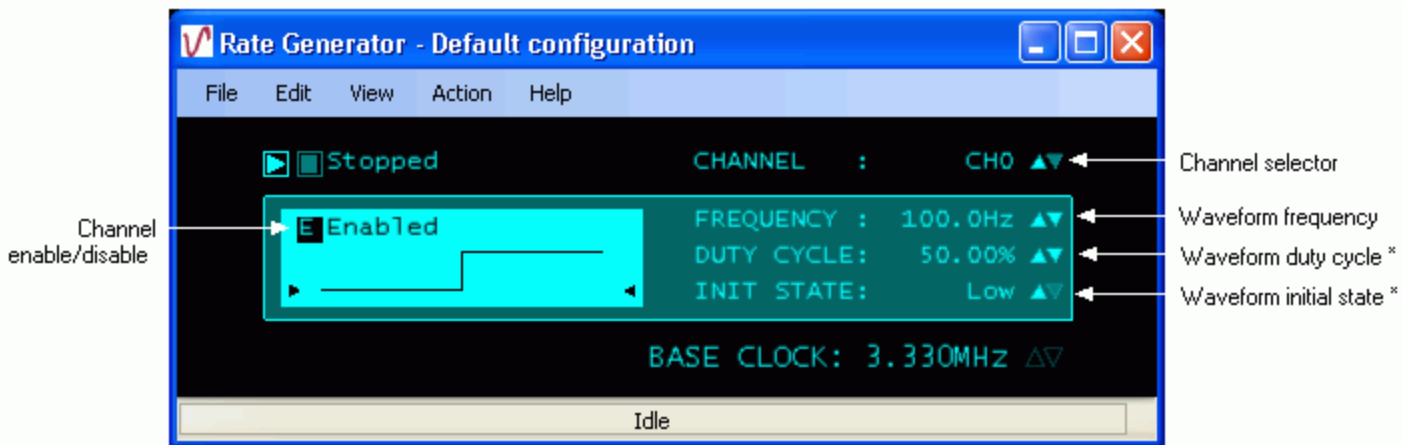 Rate Generator - Default configuration
File Edit View Action Help
Stopped CHANNEL : CH0
Channel selector
Channel enable/disable
E Enabled
FREQUENCY : 100.0Hz
Waveform frequency
DUTY CYCLE: 50.00%
Waveform duty cycle *
INIT STATE: Low
Waveform initial state *
BASE CLOCK: 3.330MHz
Idle